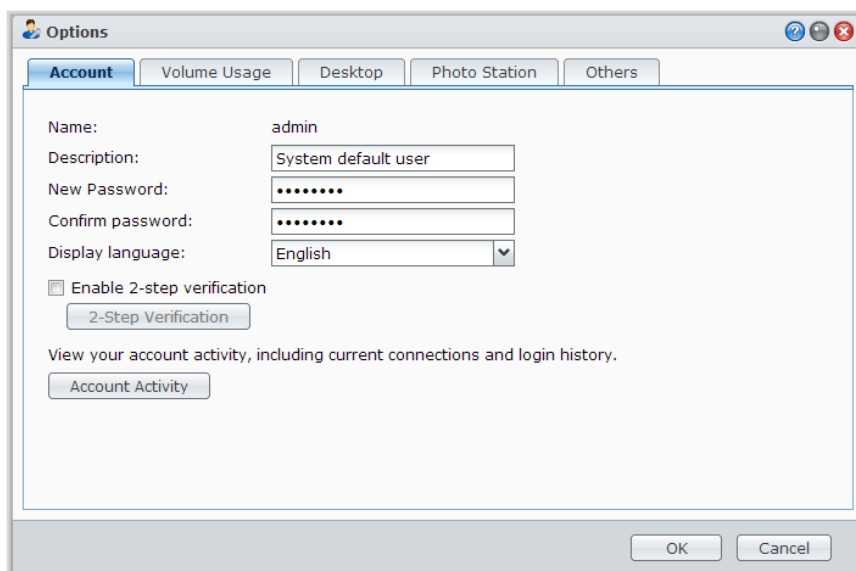 Options
Account Volume Usage Desktop Photo Station Others
Name: admin
Description: System default user
New Password: ••••••••
Confirm password: ••••••••
Display language: English
Enable 2-step verification
2-Step Verification
View your account activity, including current connections and login history.
Account Activity
OK Cancel